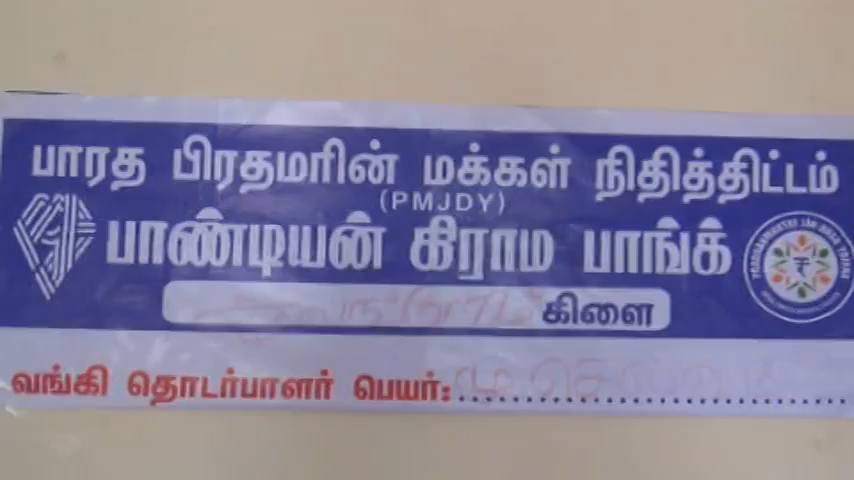 பாரத பிரதமரின் மக்கள் நிதித்திட்டம்
(PMJDY)
பாண்டியன் கிராம பாங்க்
கிளை
வங்கி தொடர்பாளர் பெயர்: